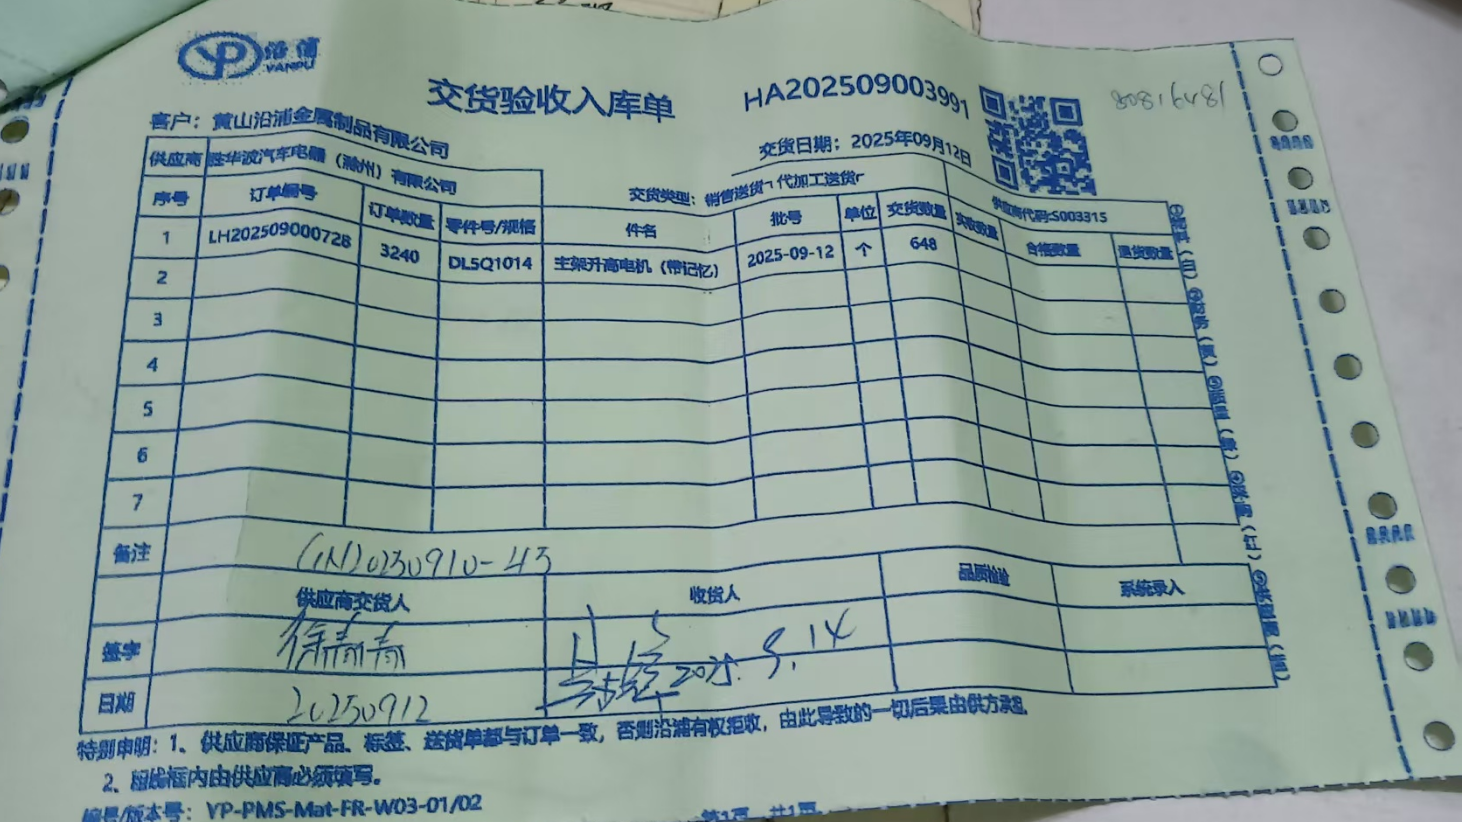 YP 沿浦
YANPU
交货验收入库单
HA202509003991
客户：黄山沿浦金属制品有限公司
交货日期：2025年09月12日
供应商 胜华波汽车电器（滁州）有限公司
交货类型：销售送货 代加工送货
供应商代码:S003315
序号 订单编号 订单数量 零件号/规格 件名 批号 单位 交货数量 实收数量 合格数量 退货数量
1 LH202509000728 3240 DL5Q1014 主架升高电机（带记忆） 2025-09-12 个 648
2
3
4
5
6
7
备注 20250910-43
供应商交货人 收货人 品质检验 系统录入
签字 徐青青
2025.9.14
日期 20250912
特别申明：1、供应商保证产品、标签、送货单都与订单一致，否则沿浦有权拒收，由此导致的一切后果由供方承担。
2、粗线框内由供应商必须填写。
编号/版本号：YP-PMS-Mat-FR-W03-01/02
第1页 共1页